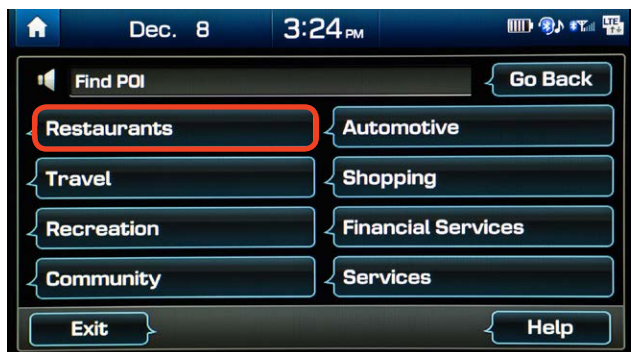 Dec. 8 3:24 PM LTE
Find POI Go Back
Restaurants Automotive
Travel Shopping
Recreation Financial Services
Community Services
Exit Help